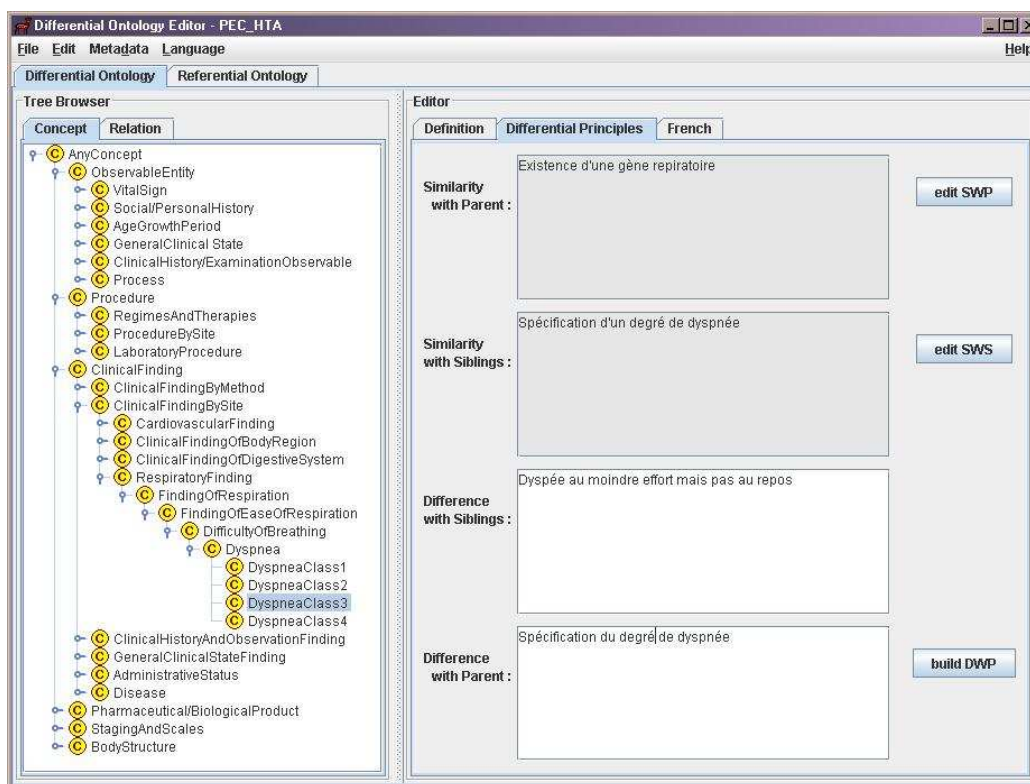 Differential Ontology Editor - PEC_HTA
File Edit Metadata Language Help
Differential Ontology Referential Ontology
Tree Browser
Concept Relation
AnyConcept
ObservableEntity
VitalSign
Social/PersonalHistory
AgeGrowthPeriod
GeneralClinical State
ClinicalHistory/ExaminationObservable
Process
Procedure
RegimesAndTherapies
ProcedureBySite
LaboratoryProcedure
ClinicalFinding
ClinicalFindingByMethod
ClinicalFindingBySite
CardiovascularFinding
ClinicalFindingOfBodyRegion
ClinicalFindingOfDigestiveSystem
RespiratoryFinding
FindingOfRespiration
FindingOfEaseOfRespiration
DifficultyOfBreathing
Dyspnea
DyspneaClass1
DyspneaClass2
DyspneaClass3
DyspneaClass4
ClinicalHistoryAndObservationFinding
GeneralClinicalStateFinding
AdministrativeStatus
Disease
Pharmaceutical/BiologicalProduct
StagingAndScales
BodyStructure
Editor
Definition Differential Principles French
Similarity
with Parent :
Existence d'une gène repiratoire
edit SWP
Similarity
with Siblings :
Spécification d'un degré de dyspnée
edit SWS
Difference
with Siblings :
Dyspée au moindre effort mais pas au repos
Difference
with Parent :
Spécification du degré de dyspnée
build DWP